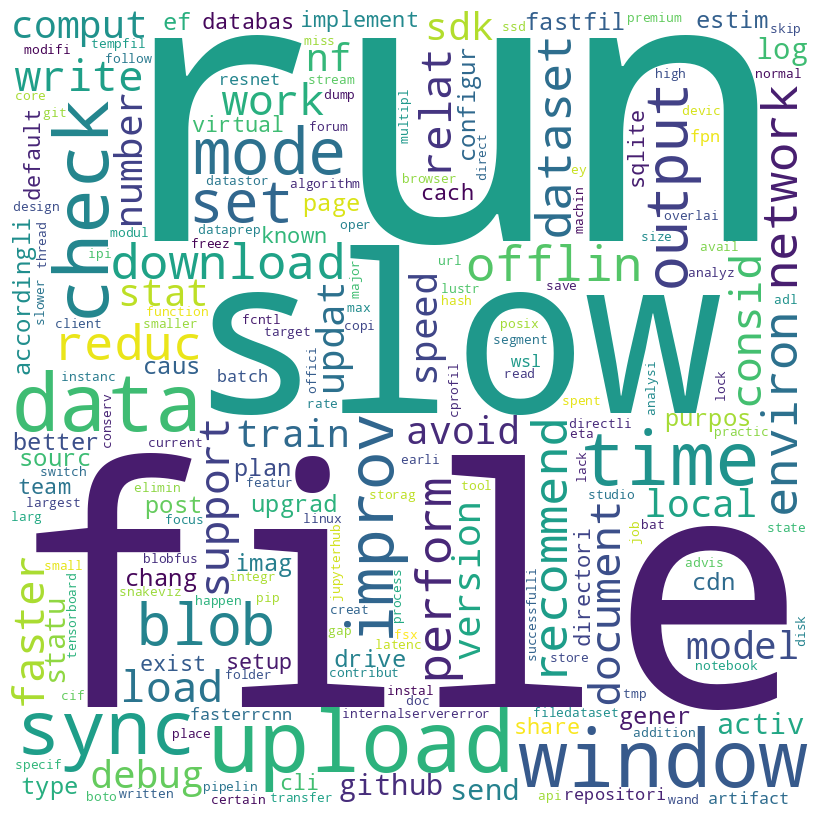 comput
ef
databas
implement
sdk
fastfil
premium
estim
skip
modifi
tempfil
follow
miss
ssd
run
nf
log
write
core
git
resnet
stream
work
dump
forum
multipl
relat
configur
dataset
high
normal
devic
fpn
output
network
default
number
check
virtual
mode
datastor
algorithm
browser
direct
ey
machin
sqlite
overlai
design
dataprep
set
cach
page
modul
freez
oper
known
size
avail
thread
ipi
download
major
url
offlin
analyz
accordingli
slower
client
stat
function
smaller
hash
lustr
save
consid
adl
environ
reduc
fcntl
target
max
copi
updat
speed
posix
segment
wsl
read
slow
instanc
caus
batch
offici
rate
cprofil
spent
analysi
lock
data
conserv
train
avoid
eta
directli
purpos
practic
better
current
sourc
switch
plan
featur
earli
lack
time
team
elimin
support
improv
recommend
studio
largest
focus
post
upgrad
linux
storag
tool
larg
perform
version
document
job
local
state
bat
file
blobfus
imag
small
chang
integr
jupyterhub
process
successfulli
directori
advis
cdn
disk
faster
statu
tensorboard
snakeviz
happen
pip
creat
gap
latenc
blob
exist
setup
drive
fsx
store
tmp
model
cif
load
folder
contribut
instal
doc
notebook
sync
fasterrcnn
internalservererror
filedataset
gener
place
upload
share
addition
activ
specif
window
type
debug
pipelin
cli
github
send
api
repositori
wand
artifact
boto
written
certain
transfer